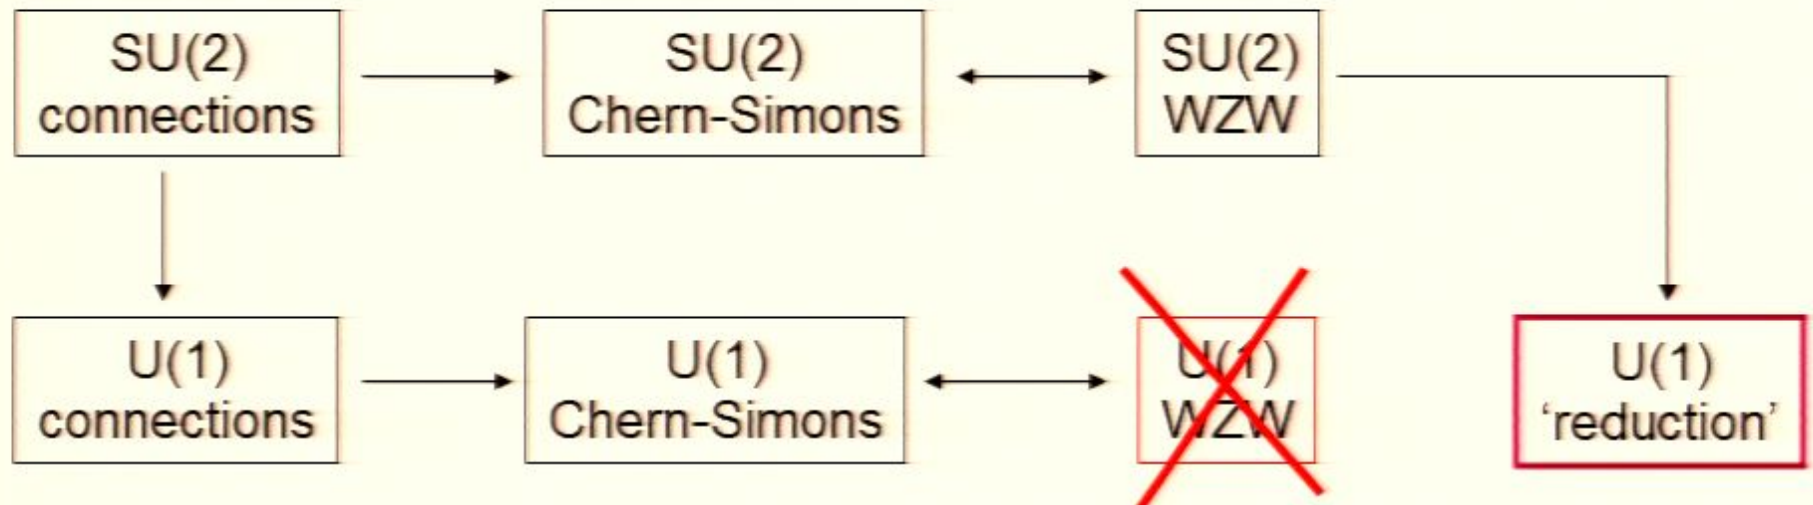 SU(2)
connections
SU(2)
Chern-Simons
SU(2)
WZW
U(1)
connections
U(1)
Chern-Simons
U(1)
WZW
U(1)
‘reduction’